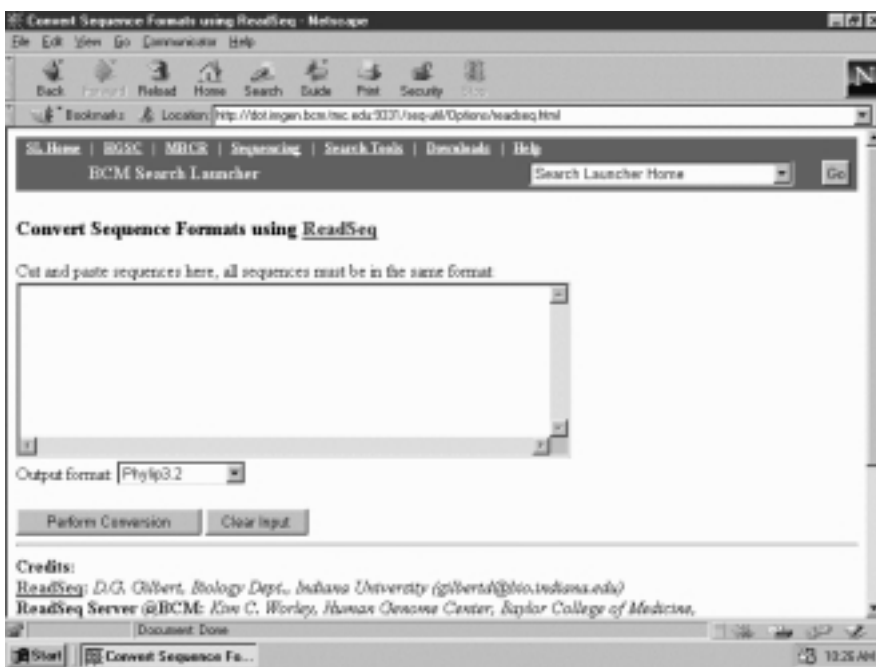 Convert Sequence Formats using ReadSeq - Netscape
File Edit View Go Communicator Help
Back Forward Reload Home Search Guide Print Security Stop
Bookmarks Location: http://dot.imgen.bcm.tmc.edu:9331/seq-util/Options/readseq.html
SL Home | HGSC | MBCR | Sequencing | Search Tools | Downloads | Help
BCM Search Launcher Search Launcher Home Go
Convert Sequence Formats using ReadSeq
Cut and paste sequences here, all sequences must be in the same format:
Output format: Phylip3.2
Perform Conversion Clear Input
Credits:
ReadSeq: D.G. Gilbert, Biology Dept., Indiana University (gilbertd@bio.indiana.edu)
ReadSeq Server @BCM: Kim C. Worley, Human Genome Center, Baylor College of Medicine,
Document: Done
Start Convert Sequence Fo... 10:26 AM